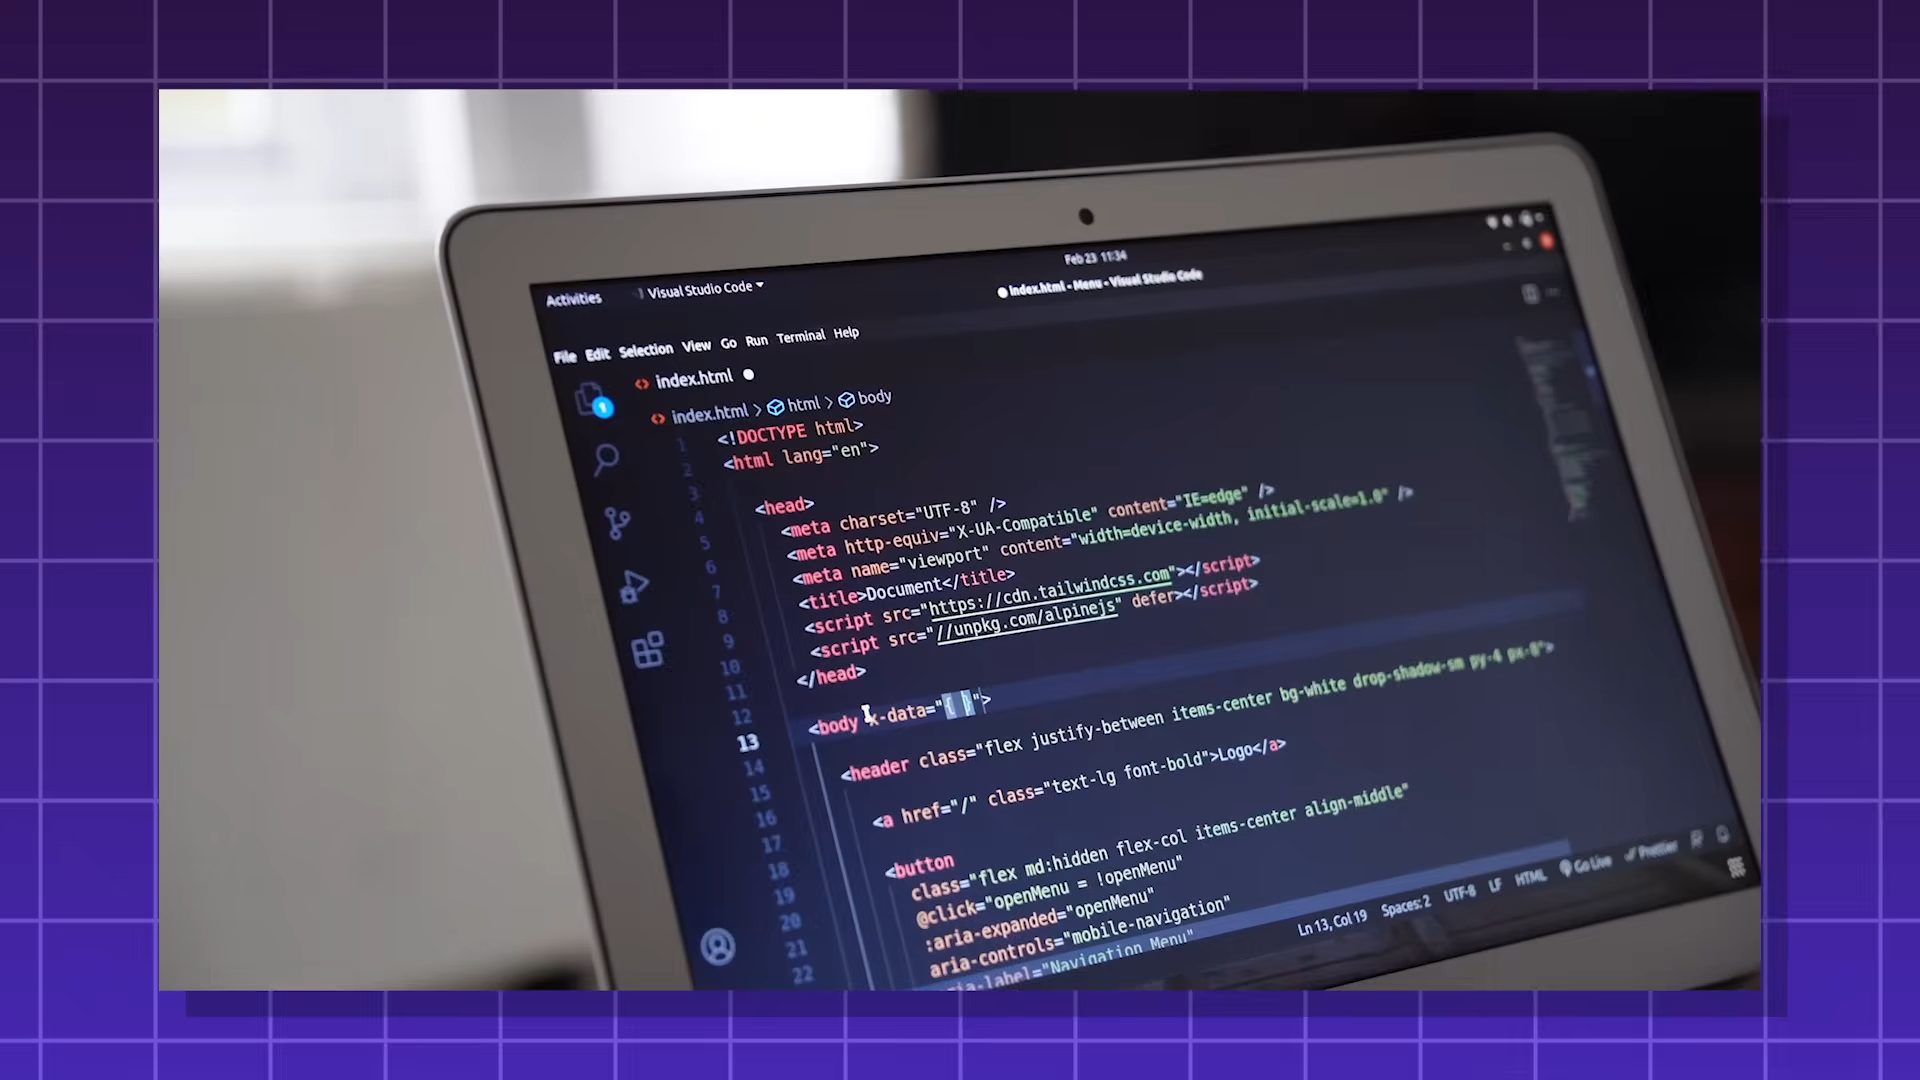 Feb 23 11:34
Activities
Visual Studio Code
index.html - Menu - Visual Studio Code
File Edit Selection View Go Run Terminal Help
index.html
index.html > html > body
1 <!DOCTYPE html>
2 <html lang="en">
3
4 <head>
5 <meta charset="UTF-8" />
6 <meta http-equiv="X-UA-Compatible" content="IE=edge" />
7 <meta name="viewport" content="width=device-width, initial-scale=1.0" />
8 <title>Document</title>
9 <script src="https://cdn.tailwindcss.com"></script>
10 <script src="//unpkg.com/alpinejs" defer></script>
11 </head>
12
13 <body x-data="{ }">
14
15 <header class="flex justify-between items-center bg-white drop-shadow-sm py-4 px-8">
16
17 <a href="/" class="text-lg font-bold">Logo</a>
18
19 <button
20 class="flex md:hidden flex-col items-center align-middle"
21 @click="openMenu = !openMenu"
22 :aria-expanded="openMenu"
aria-controls="mobile-navigation"
aria-label="Navigation Menu"
Ln 13, Col 19 Spaces: 2 UTF-8 LF HTML Go Live Prettier